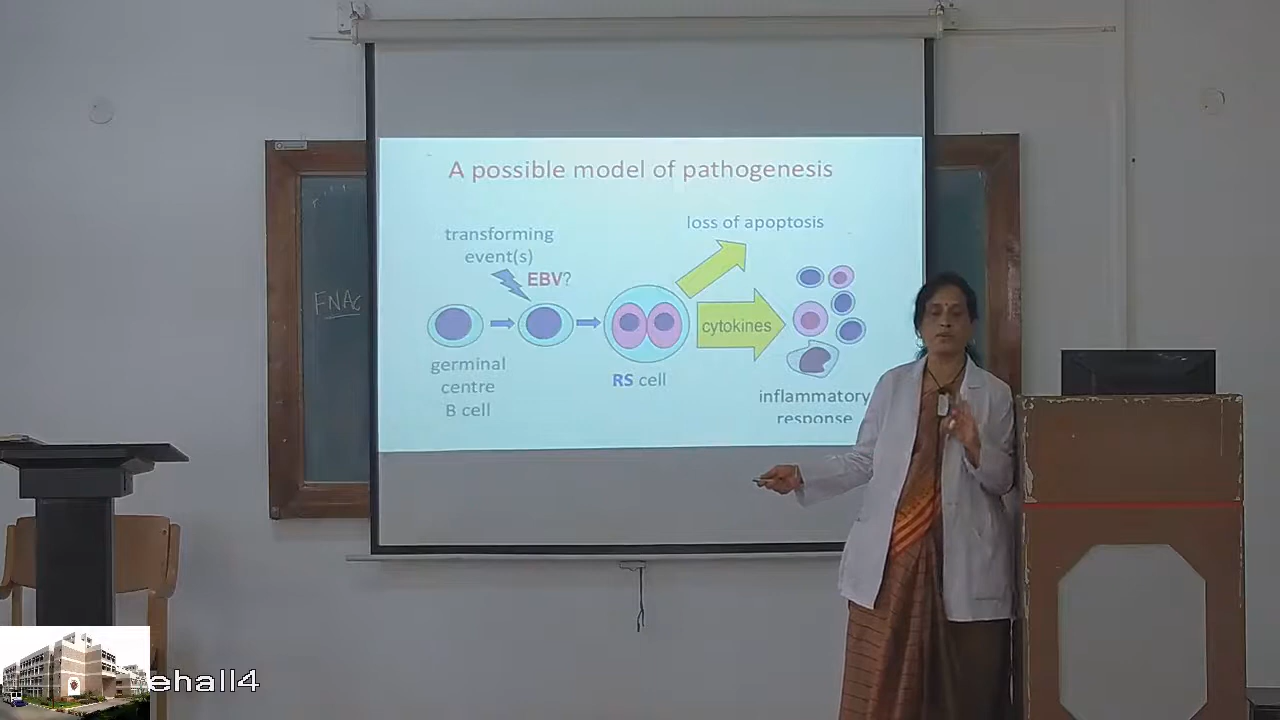 A possible model of pathogenesis
loss of apoptosis
transforming
event(s)
EBV?
FNAC
cytokines
germinal
centre
B cell
RS cell
inflammatory
response
ehall4